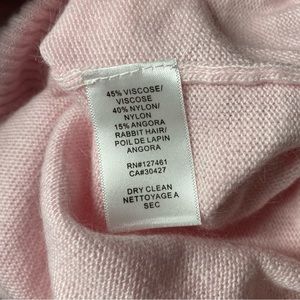 45% VISCOSE/
VISCOSE
40% NYLON/
NYLON
15% ANGORA
RABBIT HAIR/
POIL DE LAPIN
ANGORA
RN#127461
CA#30427
DRY CLEAN
NETTOYAGE A
SEC